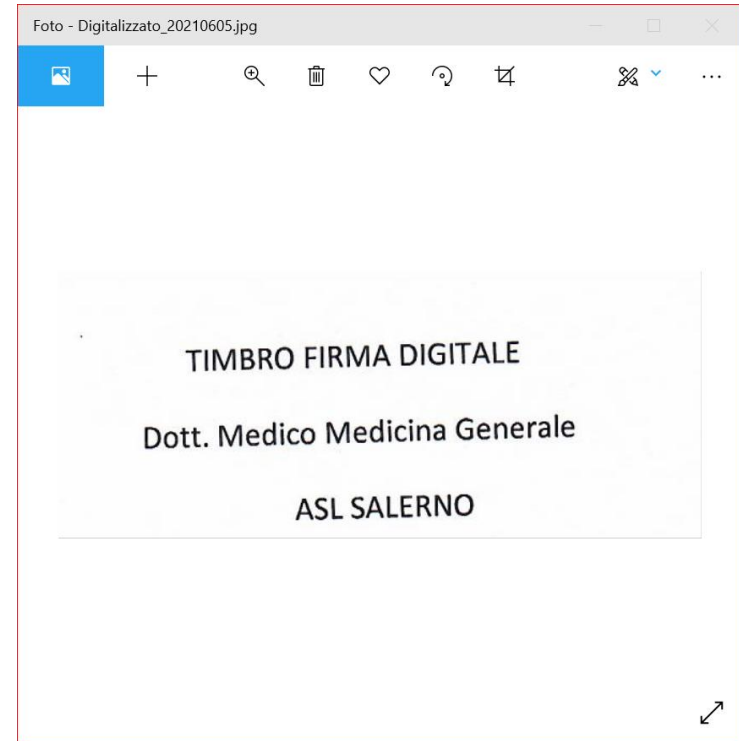 Foto - Digitalizzato_20210605.jpg
TIMBRO FIRMA DIGITALE
Dott. Medico Medicina Generale
ASL SALERNO